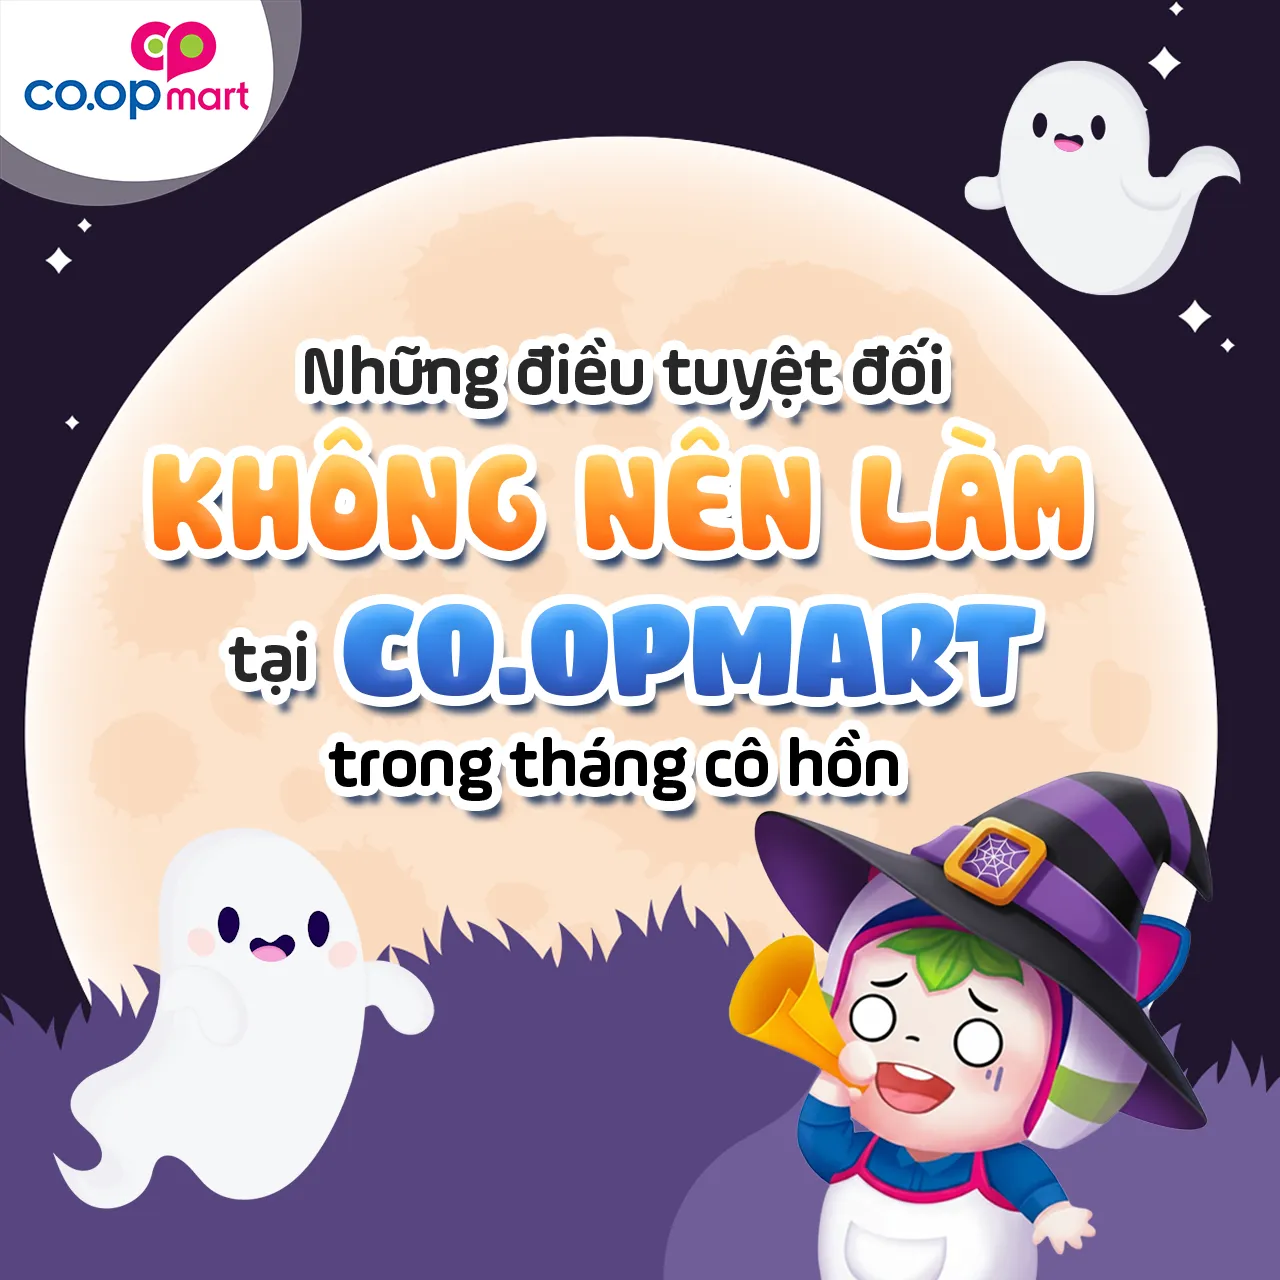 co.op mart
Những điều tuyệt đối
KHÔNG NÊN LÀM
tại CO.OPMART
trong tháng cô hồn